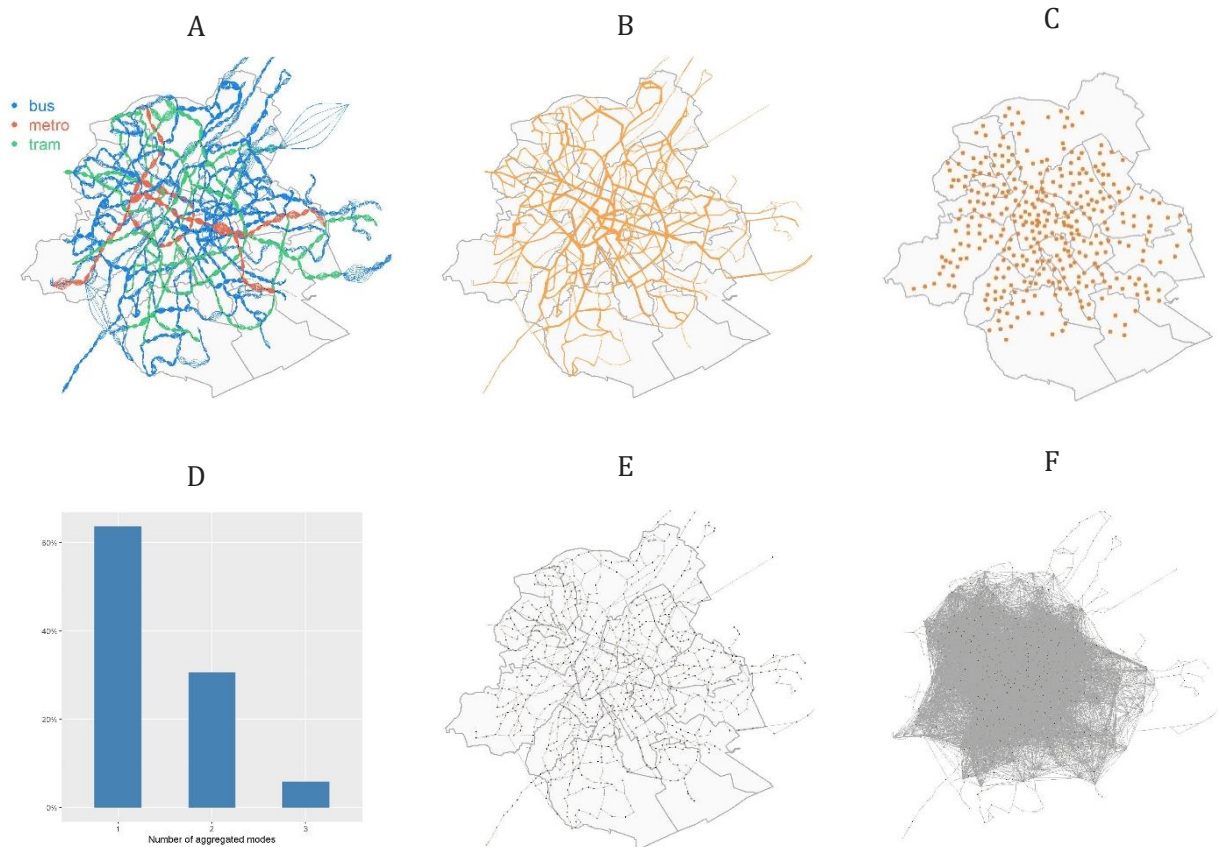 A
B
C
bus
metro
tram
D
E
F
60%
40%
20%
0%
1
2
3
Number of aggregated modes